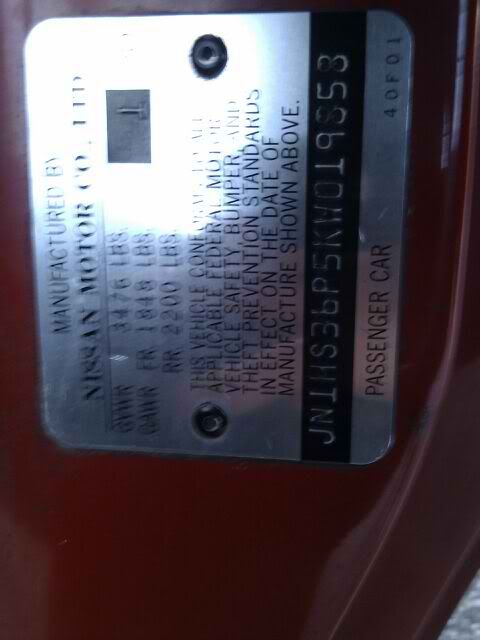 MANUFACTURED BY
NISSAN MOTOR CO., LTD.
GVWR 3476 LBS.
GAWR FR 1848 LBS.
RR 2200 LBS.
THIS VEHICLE CONFORMS TO ALL
APPLICABLE FEDERAL MOTOR
VEHICLE SAFETY, BUMPER, AND
THEFT PREVENTION STANDARDS
IN EFFECT ON THE DATE OF
MANUFACTURE SHOWN ABOVE.
JN1HS36P5KW019858
PASSENGER CAR
40F01